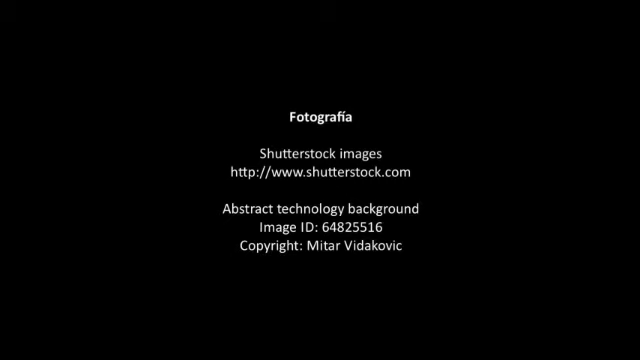 Fotografía
Shutterstock images
http://www.shutterstock.com
Abstract technology background
Image ID: 64825516
Copyright: Mitar Vidakovic